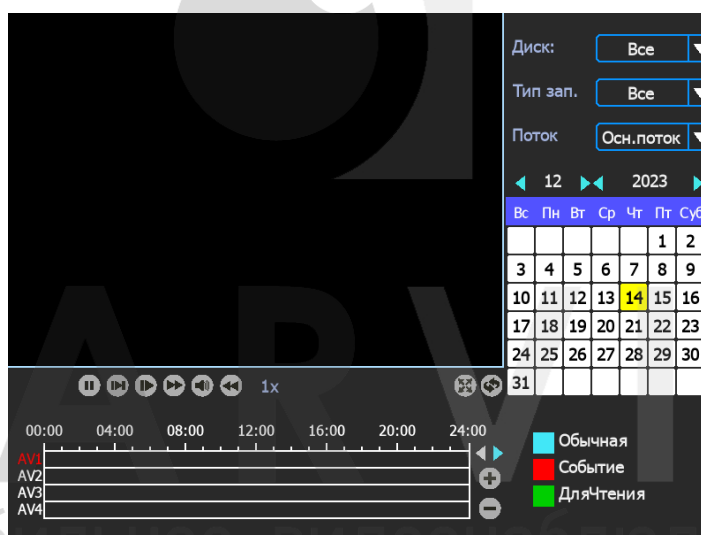 Диск: Все
Тип зап. Все
Поток Осн.поток
12 2023
Вс Пн Вт Ср Чт Пт Суб
1 2
3 4 5 6 7 8 9
10 11 12 13 14 15 16
17 18 19 20 21 22 23
24 25 26 27 28 29 30
31
1x
00:00 04:00 08:00 12:00 16:00 20:00 24:00
AV1
AV2
AV3
AV4
Обычная
Событие
ДляЧтения
ARVI